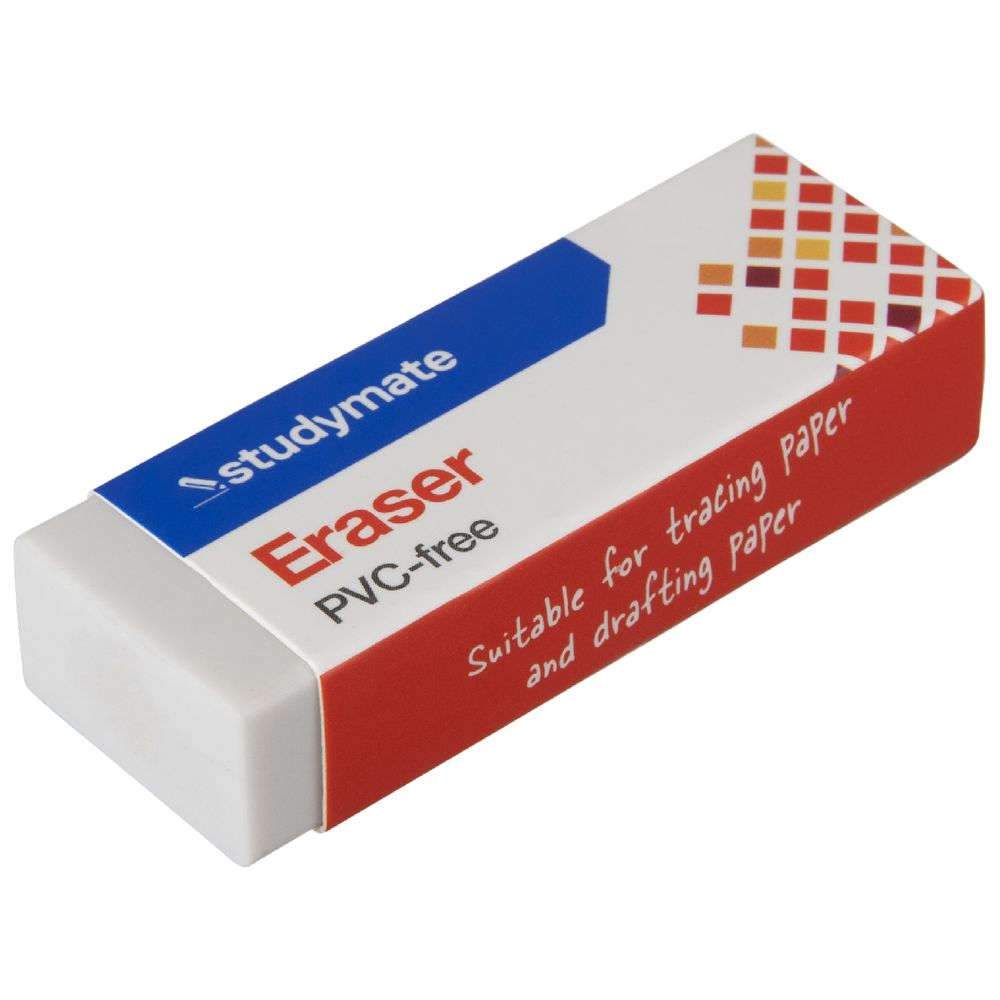 studymate
Eraser
PVC-free
Suitable for tracing paper
and drafting paper